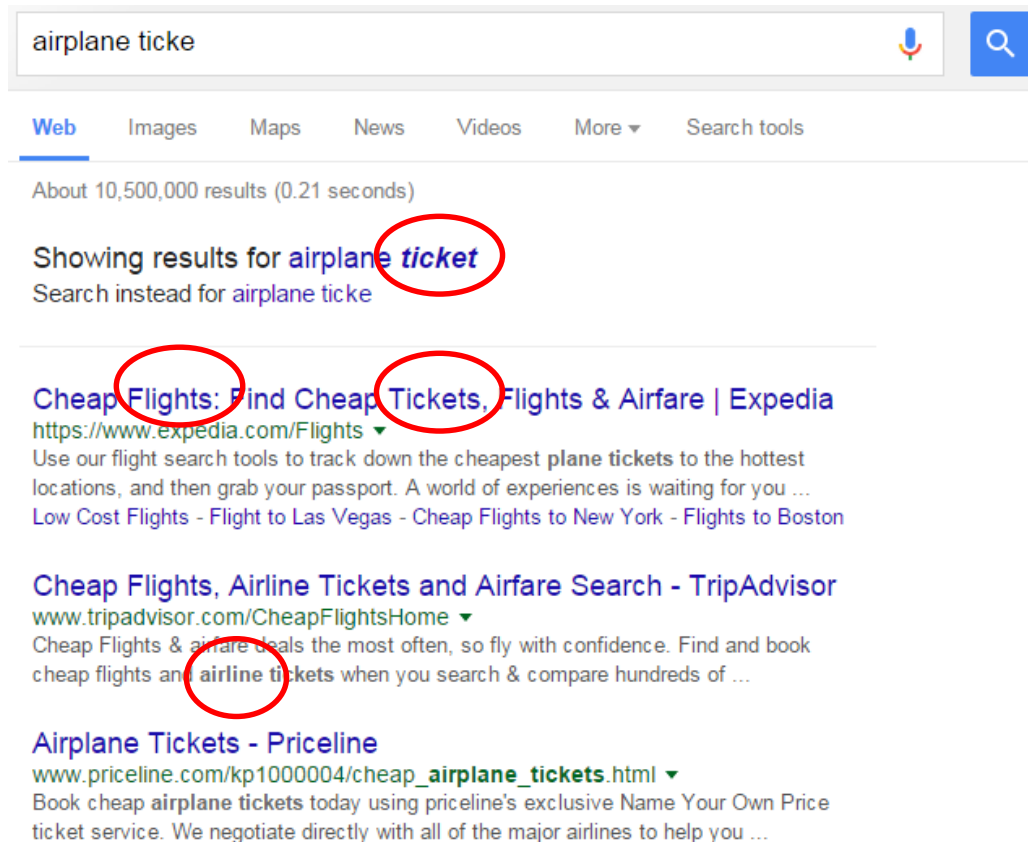 airplane ticke
Web Images Maps News Videos More Search tools
About 10,500,000 results (0.21 seconds)
Showing results for airplane ticket
Search instead for airplane ticke
Cheap Flights: Find Cheap Tickets, Flights & Airfare | Expedia
https://www.expedia.com/Flights
Use our flight search tools to track down the cheapest plane tickets to the hottest
locations, and then grab your passport. A world of experiences is waiting for you ...
Low Cost Flights - Flight to Las Vegas - Cheap Flights to New York - Flights to Boston
Cheap Flights, Airline Tickets and Airfare Search - TripAdvisor
www.tripadvisor.com/CheapFlightsHome
Cheap Flights & airfare deals the most often, so fly with confidence. Find and book
cheap flights and airline tickets when you search & compare hundreds of ...
Airplane Tickets - Priceline
www.priceline.com/kp1000004/cheap_airplane_tickets.html
Book cheap airplane tickets today using priceline's exclusive Name Your Own Price
ticket service. We negotiate directly with all of the major airlines to help you ...